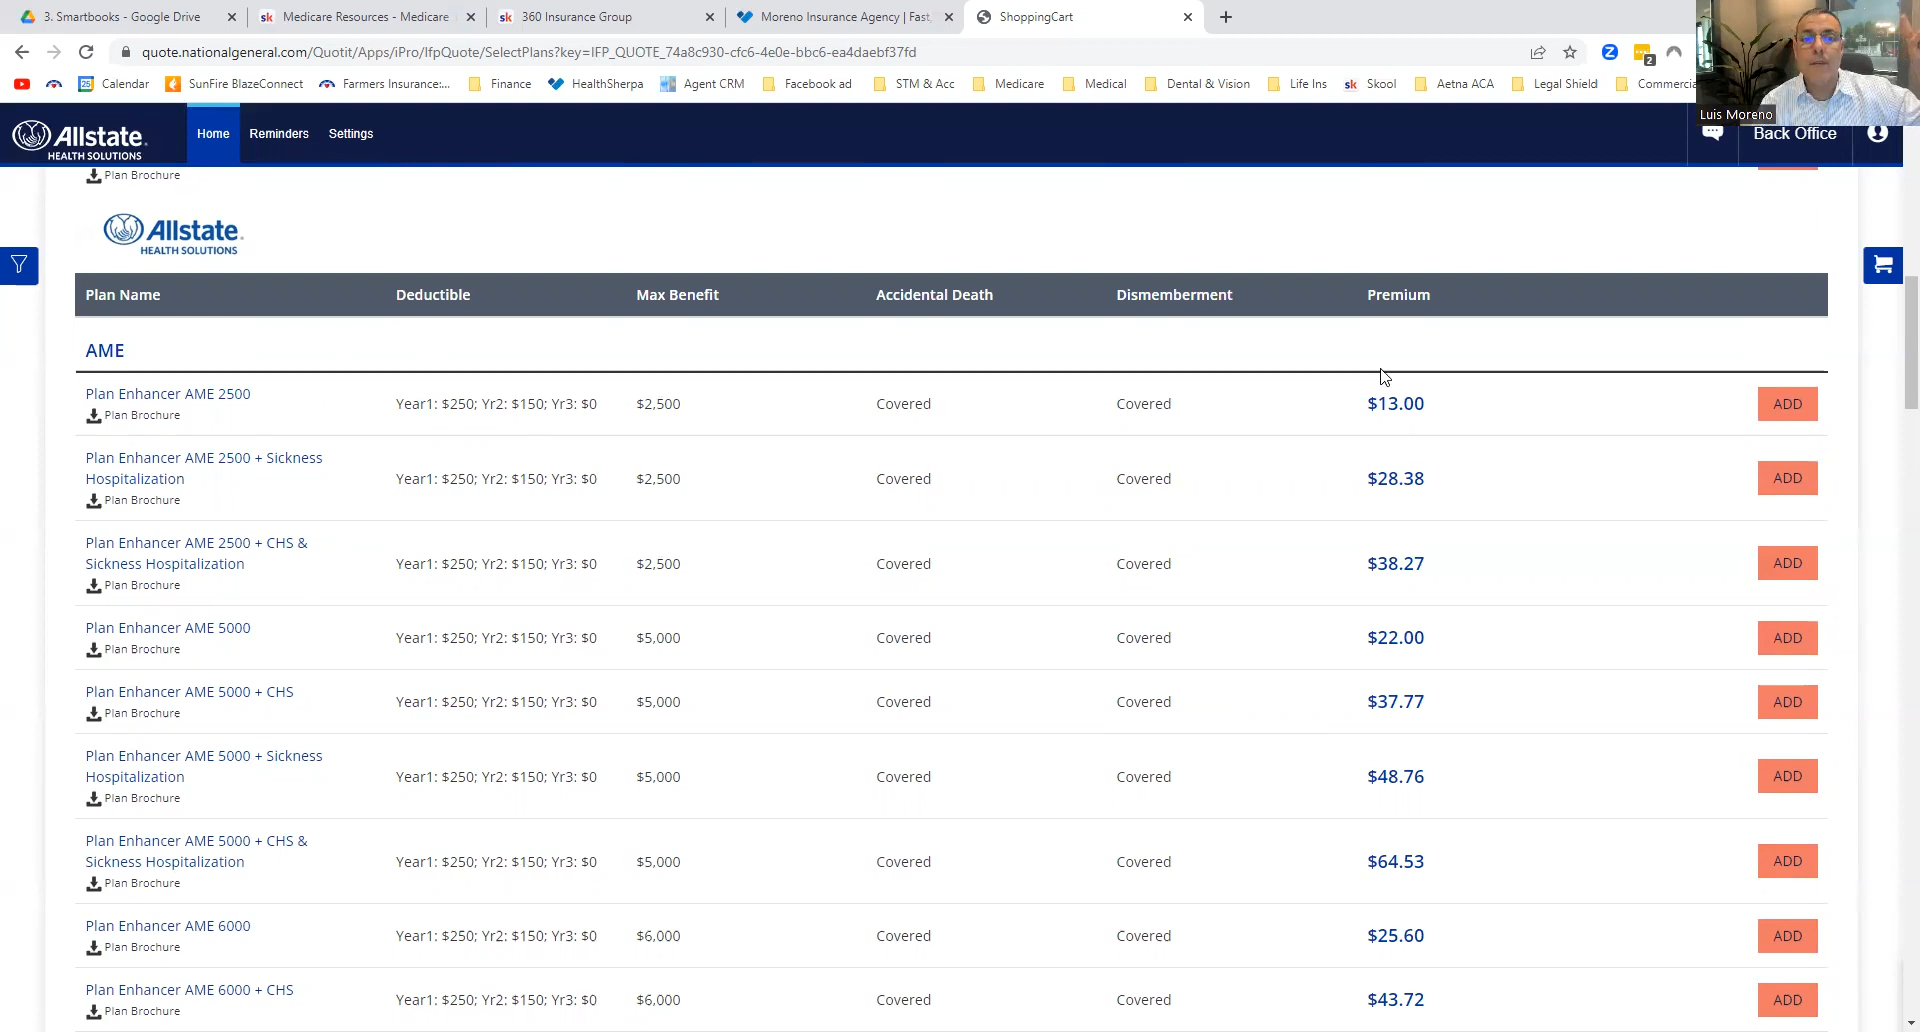 3. Smartbooks - Google Drive
sk Medicare Resources - Medicare
sk 360 Insurance Group
Moreno Insurance Agency | Fast,
ShoppingCart
quote.nationalgeneral.com/Quotit/Apps/iPro/IfpQuote/SelectPlans?key=IFP_QUOTE_74a8c930-cfc6-4e0e-bbc6-ea4daebf37fd
2
25 Calendar
SunFire BlazeConnect
Farmers Insurance:...
Finance
HealthSherpa
Agent CRM
Facebook ad
STM & Acc
Medicare
Medical
Dental & Vision
Life Ins
sk Skool
Aetna ACA
Legal Shield
Commercia
Luis Moreno
Allstate.
HEALTH SOLUTIONS
Home
Reminders
Settings
Back Office
Plan Brochure
Allstate.
HEALTH SOLUTIONS
Plan Name Deductible Max Benefit Accidental Death Dismemberment Premium
AME
Plan Enhancer AME 2500
Plan Brochure
Year1: $250; Yr2: $150; Yr3: $0 $2,500 Covered Covered $13.00 ADD
Plan Enhancer AME 2500 + Sickness
Hospitalization
Plan Brochure
Year1: $250; Yr2: $150; Yr3: $0 $2,500 Covered Covered $28.38 ADD
Plan Enhancer AME 2500 + CHS &
Sickness Hospitalization
Plan Brochure
Year1: $250; Yr2: $150; Yr3: $0 $2,500 Covered Covered $38.27 ADD
Plan Enhancer AME 5000
Plan Brochure
Year1: $250; Yr2: $150; Yr3: $0 $5,000 Covered Covered $22.00 ADD
Plan Enhancer AME 5000 + CHS
Plan Brochure
Year1: $250; Yr2: $150; Yr3: $0 $5,000 Covered Covered $37.77 ADD
Plan Enhancer AME 5000 + Sickness
Hospitalization
Plan Brochure
Year1: $250; Yr2: $150; Yr3: $0 $5,000 Covered Covered $48.76 ADD
Plan Enhancer AME 5000 + CHS &
Sickness Hospitalization
Plan Brochure
Year1: $250; Yr2: $150; Yr3: $0 $5,000 Covered Covered $64.53 ADD
Plan Enhancer AME 6000
Plan Brochure
Year1: $250; Yr2: $150; Yr3: $0 $6,000 Covered Covered $25.60 ADD
Plan Enhancer AME 6000 + CHS
Plan Brochure
Year1: $250; Yr2: $150; Yr3: $0 $6,000 Covered Covered $43.72 ADD